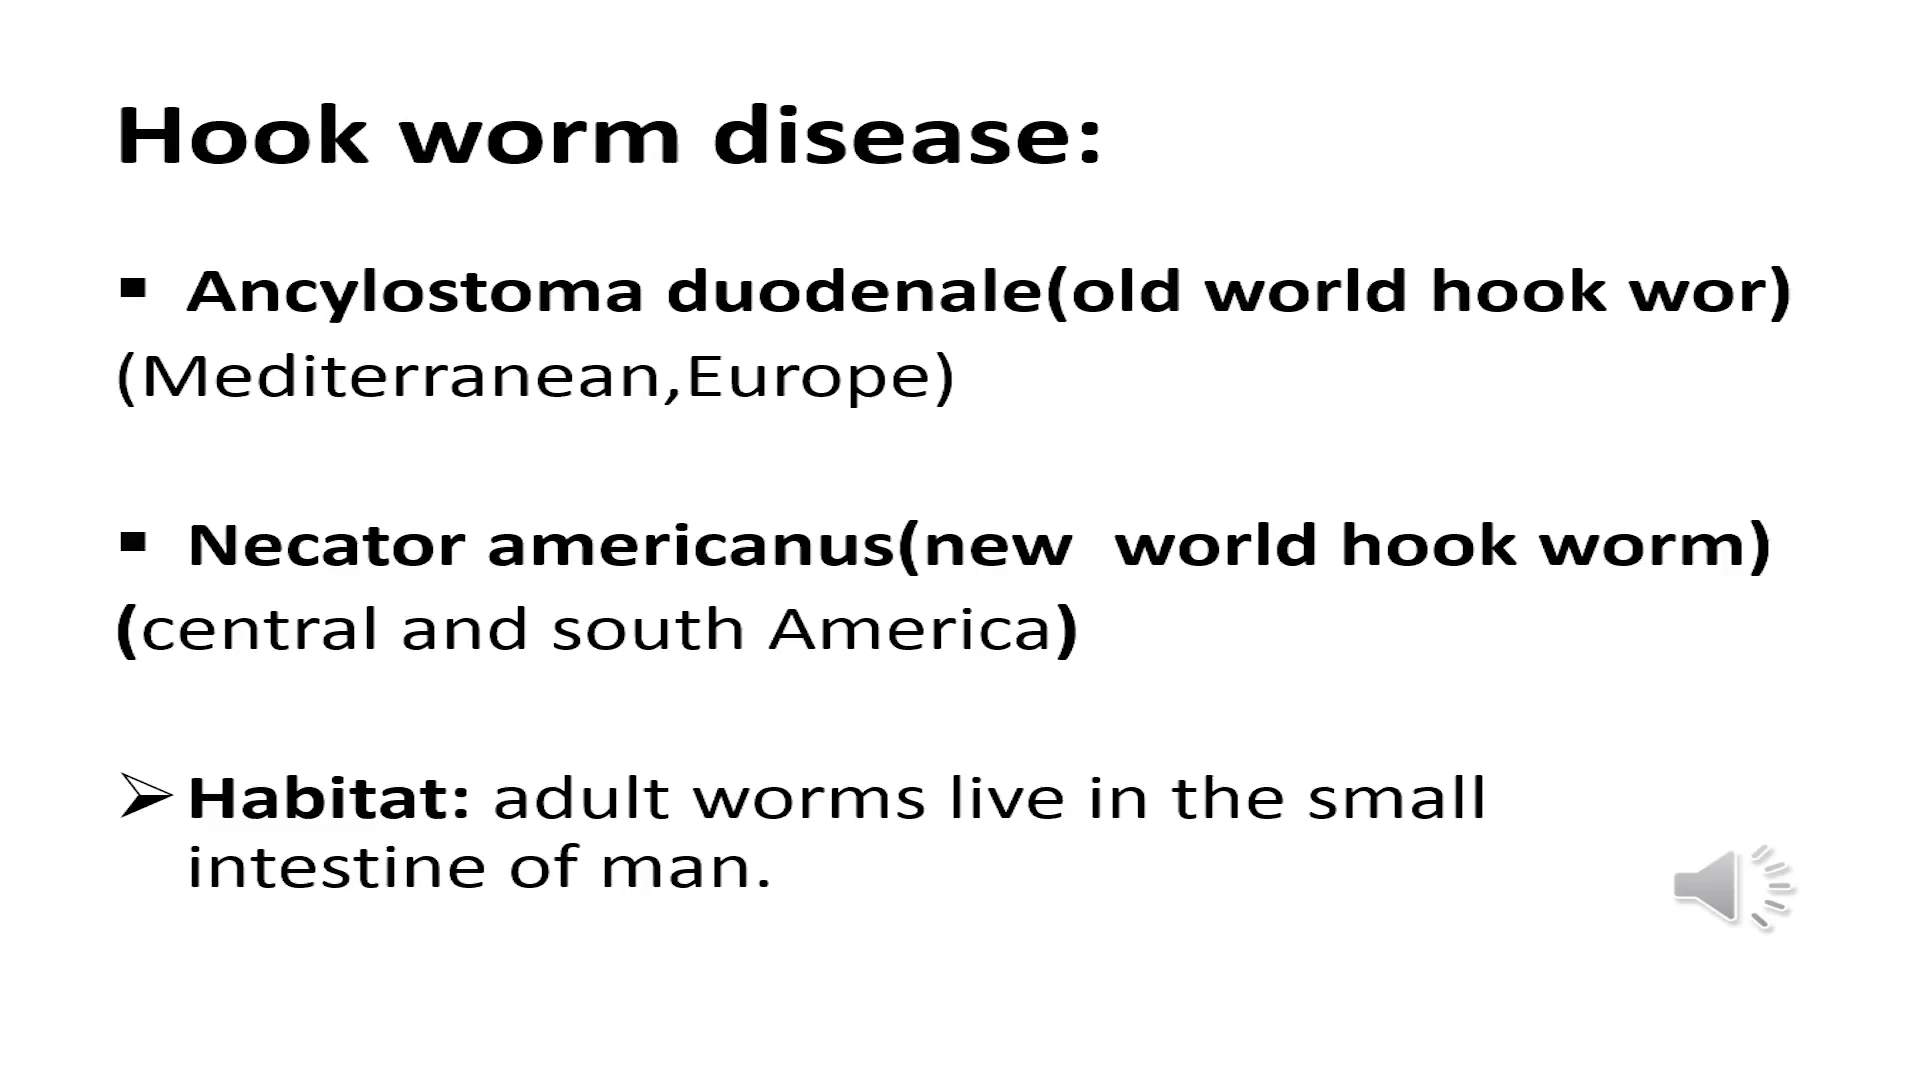 Hook worm disease:
▪ Ancylostoma duodenale(old world hook wor)
(Mediterranean,Europe)
▪ Necator americanus(new  world hook worm)
(central and south America)
➢ Habitat: adult worms live in the small
intestine of man.